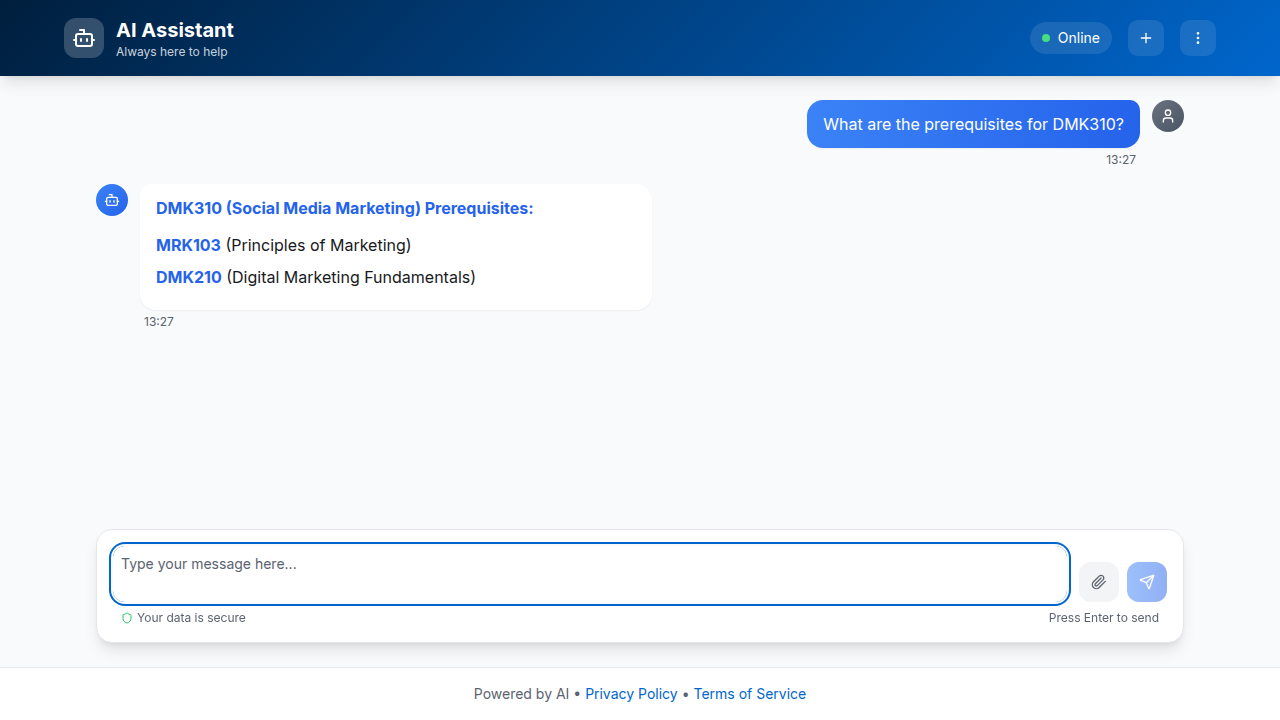 AI Assistant
Always here to help
Online
What are the prerequisites for DMK310?
13:27
DMK310 (Social Media Marketing) Prerequisites:
MRK103 (Principles of Marketing)
DMK210 (Digital Marketing Fundamentals)
13:27
Type your message here...
Your data is secure
Press Enter to send
Powered by AI • Privacy Policy • Terms of Service